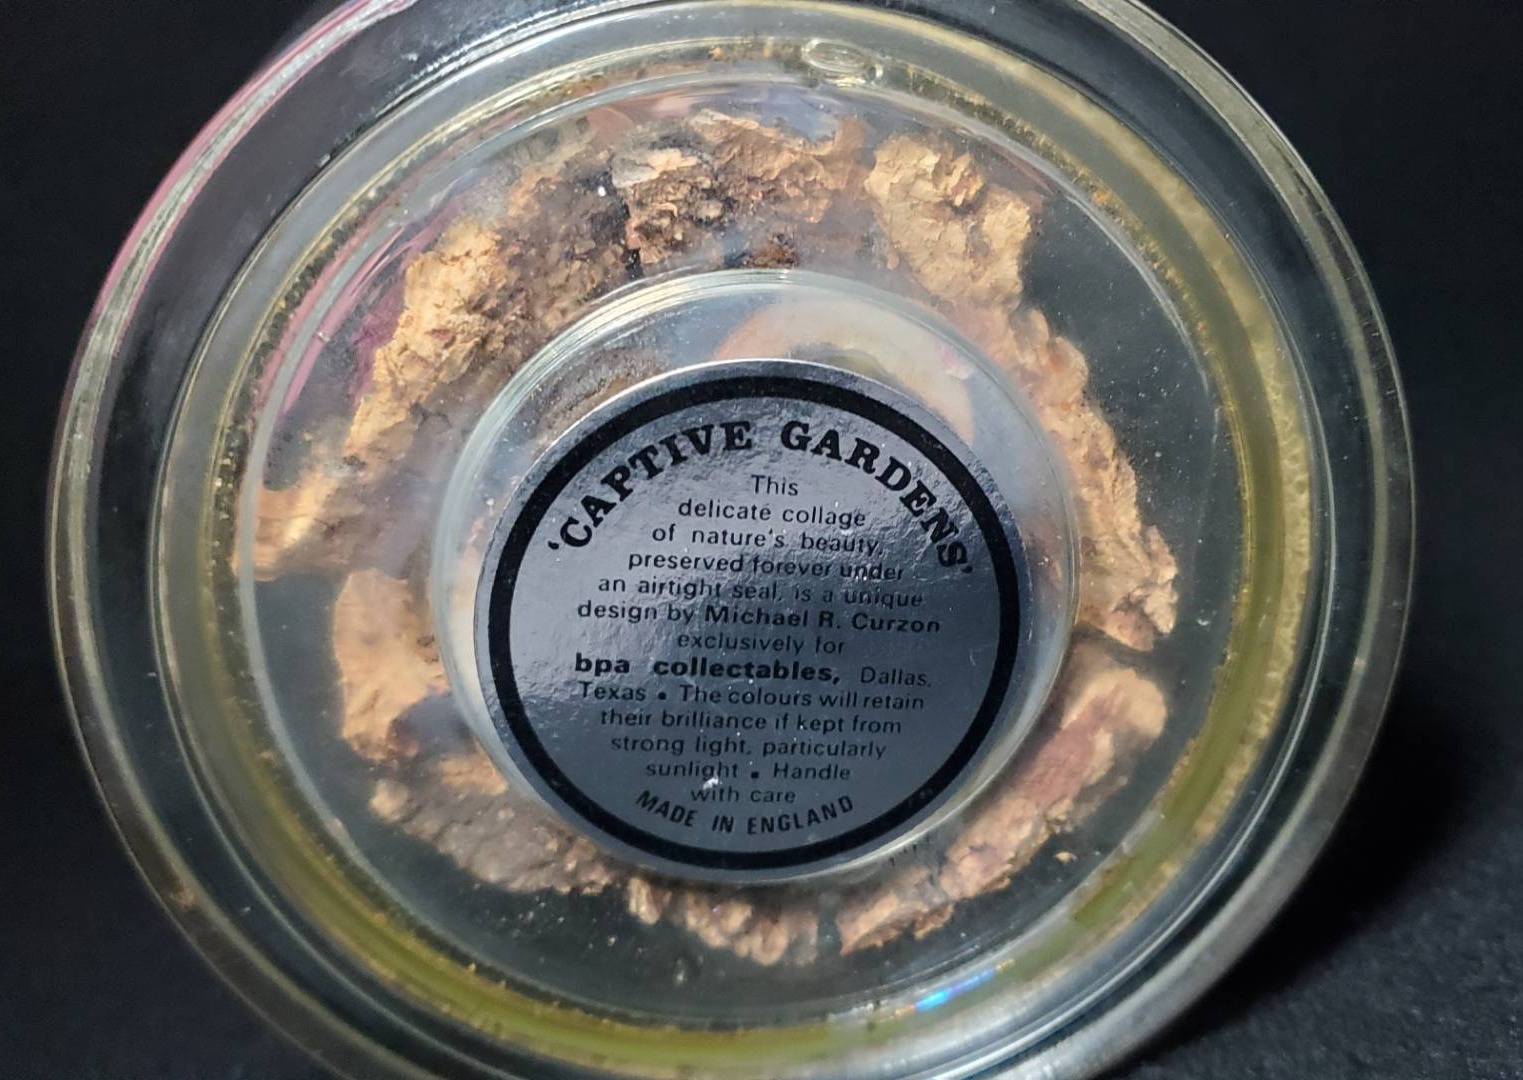 'CAPTIVE GARDENS'
This
delicate collage
of nature's beauty,
preserved forever under
an airtight seal, is a unique
design by Michael R. Curzon
exclusively for
bpa collectables, Dallas,
Texas • The colours will retain
their brilliance if kept from
strong light, particularly
sunlight • Handle
with care
MADE IN ENGLAND